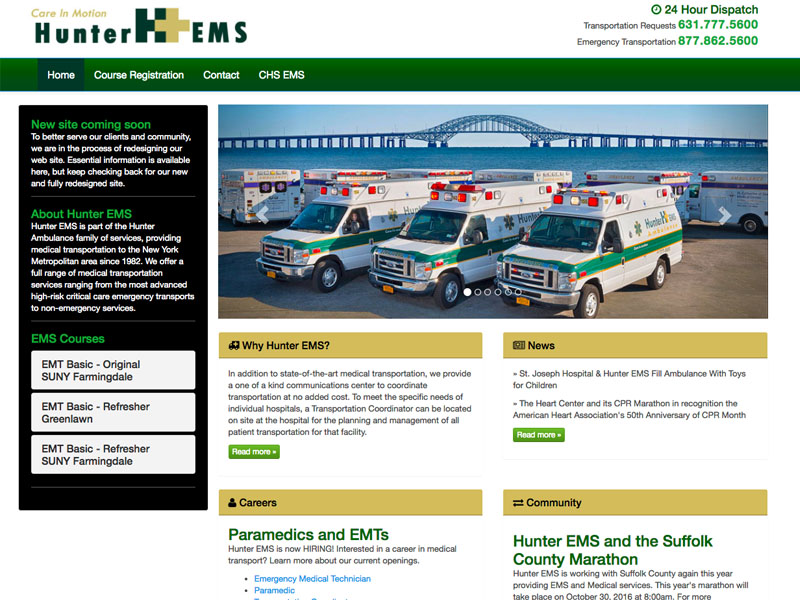 Care In Motion
Hunter H EMS
24 Hour Dispatch
Transportation Requests 631.777.5600
Emergency Transportation 877.862.5600
Home Course Registration Contact CHS EMS
New site coming soon
To better serve our clients and community,
we are in the process of redesigning our
web site. Essential information is available
here, but keep checking back for our new
and fully redesigned site.
About Hunter EMS
Hunter EMS is part of the Hunter
Ambulance family of services, providing
medical transportation to the New York
Metropolitan area since 1982. We offer a
full range of medical transportation
services ranging from the most advanced
high-risk critical care emergency transports
to non-emergency services.
EMS Courses
EMT Basic - Original
SUNY Farmingdale
EMT Basic - Refresher
Greenlawn
EMT Basic - Refresher
SUNY Farmingdale
Hunter EMS
Ambulance
Why Hunter EMS?
In addition to state-of-the-art medical transportation, we provide
a one of a kind communications center to coordinate
transportation at no added cost. To meet the specific needs of
individual hospitals, a Transportation Coordinator can be located
on site at the hospital for the planning and management of all
patient transportation for that facility.
Read more »
News
» St. Joseph Hospital & Hunter EMS Fill Ambulance With Toys
for Children
» The Heart Center and its CPR Marathon in recognition the
American Heart Association's 50th Anniversary of CPR Month
Read more »
Careers
Paramedics and EMTs
Hunter EMS is now HIRING! Interested in a career in medical
transport? Learn more about our current openings.
• Emergency Medical Technician
• Paramedic
Community
Hunter EMS and the Suffolk
County Marathon
Hunter EMS is working with Suffolk County again this year
providing EMS and Medical services. This year's marathon will
take place on October 30, 2016 at 8:00am. For more